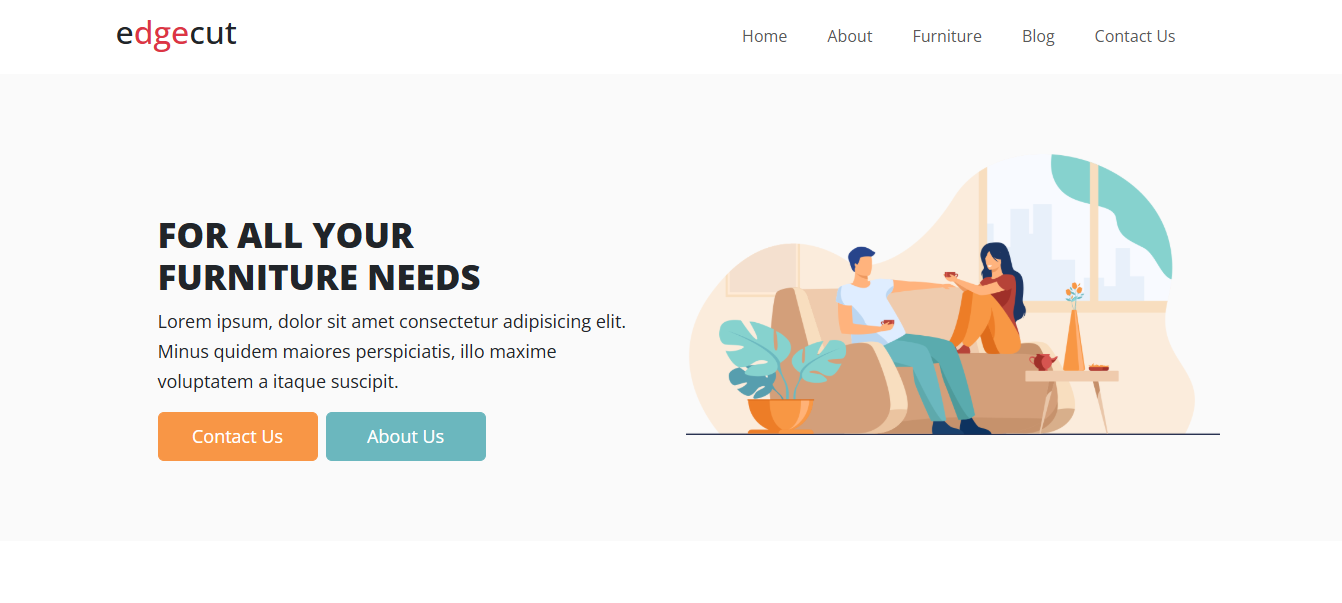 edgecut
Home About Furniture Blog Contact Us
FOR ALL YOUR
FURNITURE NEEDS
Lorem ipsum, dolor sit amet consectetur adipisicing elit.
Minus quidem maiores perspiciatis, illo maxime
voluptatem a itaque suscipit.
Contact Us About Us